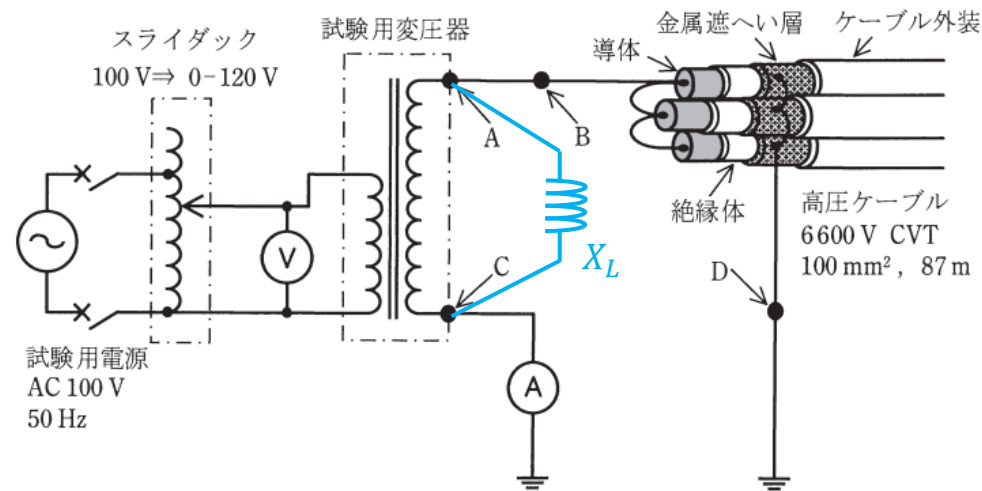 スライダック
100 V⇒ 0-120 V
試験用変圧器
金属遮へい層
ケーブル外装
導体
A
B
絶縁体
高圧ケーブル
6 600 V CVT
100 mm², 87 m
X_L
C
D
V
A
試験用電源
AC 100 V
50 Hz